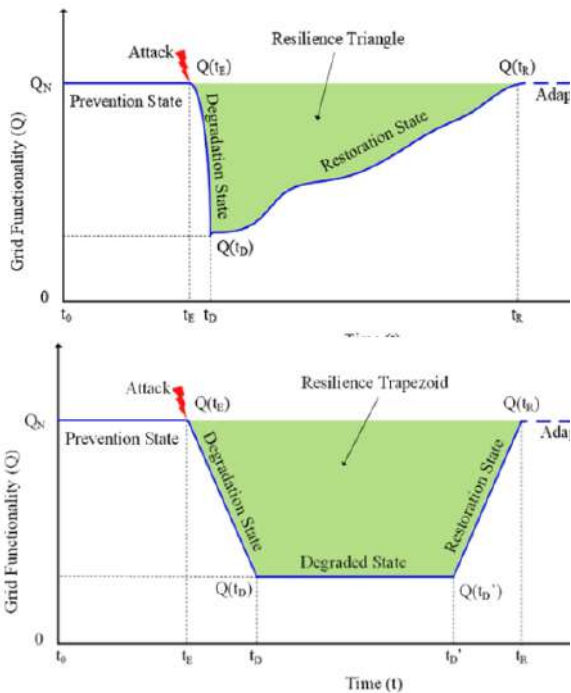 Attack
Resilience Triangle
Q(tE)
Q(tR)
QN
Prevention State
Adap
Degradation State
Restoration State
Grid Functionality (Q)
Q(tD)
0
t0
tE
tD
tR
Attack
Resilience Trapezoid
Q(tE)
Q(tR)
QN
Prevention State
Adap
Degradation State
Restoration State
Grid Functionality (Q)
Degraded State
Q(tD)
Q(tD')
0
t0
tE
tD
tD'
tR
Time (t)